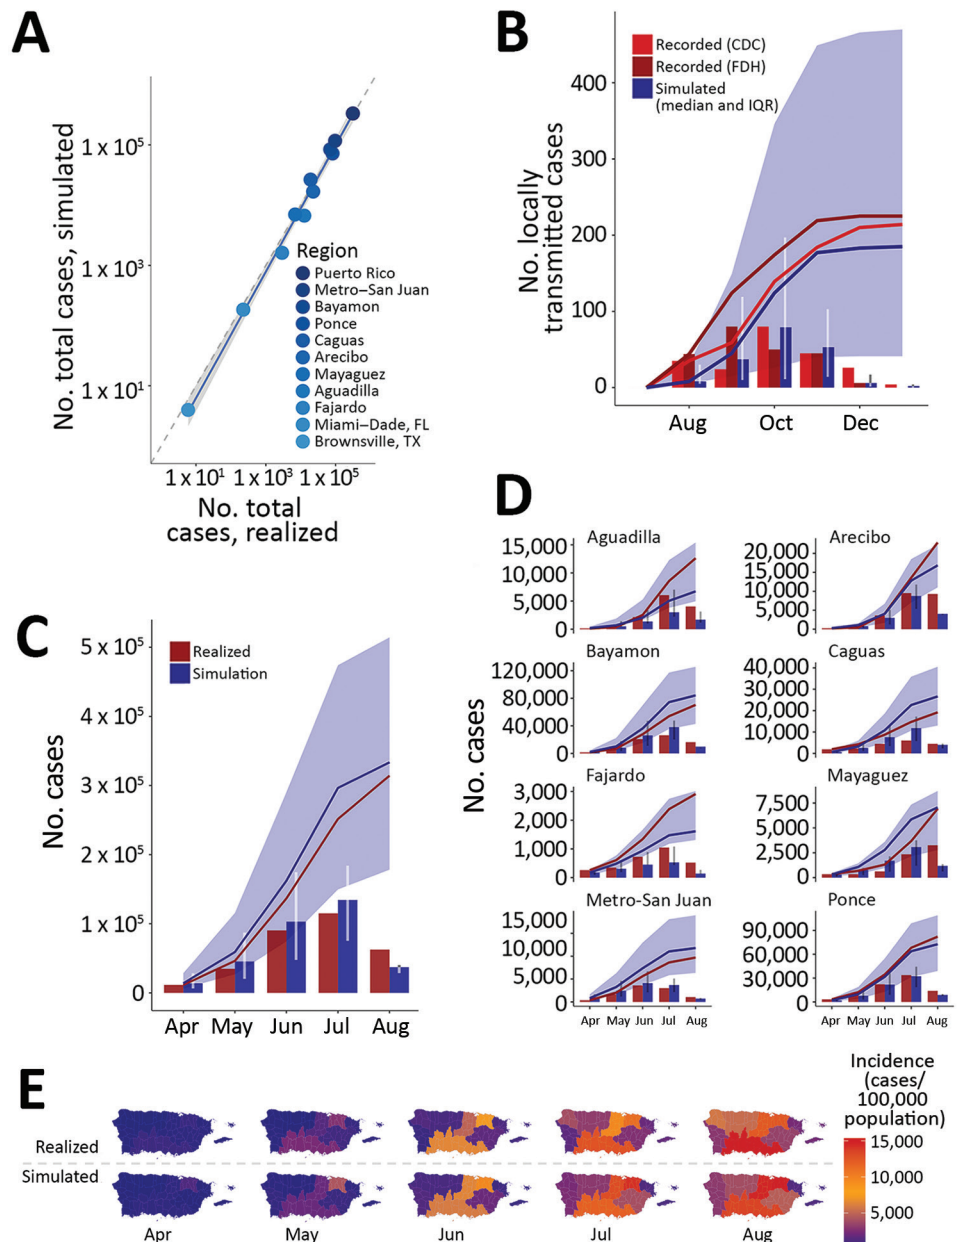 A
No. total cases, simulated
1 x 10⁵
1 x 10³
1 x 10¹
Region
Puerto Rico
Metro–San Juan
Bayamon
Ponce
Caguas
Arecibo
Mayaguez
Aguadilla
Fajardo
Miami–Dade, FL
Brownsville, TX
1 x 10¹ 1 x 10³ 1 x 10⁵
No. total
cases, realized
B
No. locally
transmitted cases
400
300
200
100
0
Recorded (CDC)
Recorded (FDH)
Simulated
(median and IQR)
Aug Oct Dec
C
No. cases
5 x 10⁵
4 x 10⁵
3 x 10⁵
2 x 10⁵
1 x 10⁵
0
Realized
Simulation
Apr May Jun Jul Aug
D
No. cases
Aguadilla
15,000
10,000
5,000
0
Arecibo
20,000
15,000
10,000
5,000
0
Bayamon
120,000
80,000
40,000
0
Caguas
40,000
30,000
20,000
10,000
0
Fajardo
3,000
2,000
1,000
0
Mayaguez
7,500
5,000
2,500
0
Metro-San Juan
15,000
10,000
5,000
0
Apr May Jun Jul Aug
Ponce
90,000
60,000
30,000
0
Apr May Jun Jul Aug
E
Realized
Simulated
Apr May Jun Jul Aug
Incidence
(cases/
100,000
population)
15,000
10,000
5,000